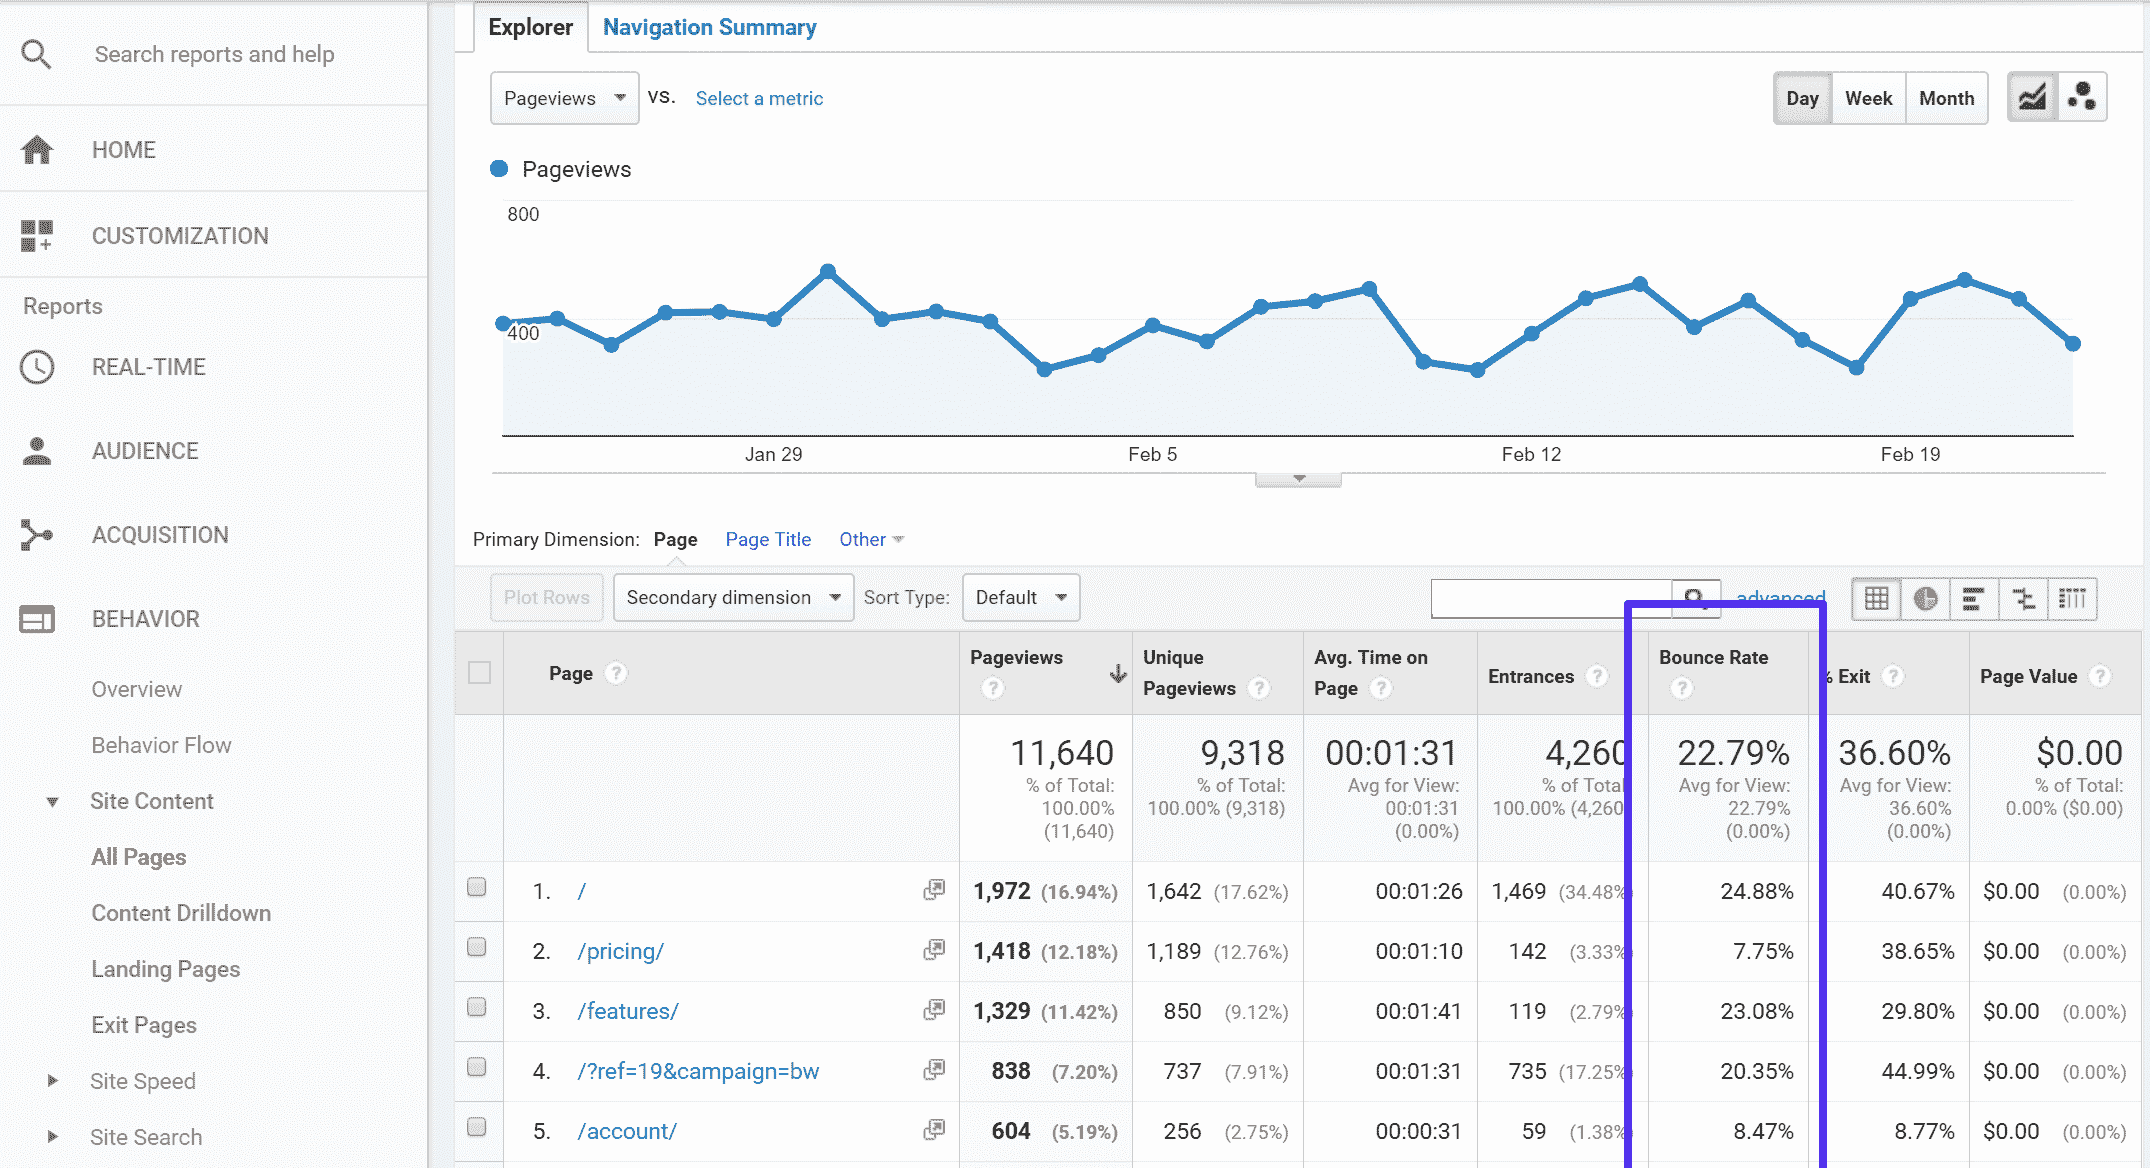 Search reports and help
HOME
CUSTOMIZATION
Reports
REAL-TIME
AUDIENCE
ACQUISITION
BEHAVIOR
Overview
Behavior Flow
Site Content
All Pages
Content Drilldown
Landing Pages
Exit Pages
Site Speed
Site Search
Explorer Navigation Summary
Pageviews vs. Select a metric
Day Week Month
Pageviews
800
400
Jan 29 Feb 5 Feb 12 Feb 19
Primary Dimension: Page Page Title Other
Plot Rows Secondary dimension Sort Type: Default advanced
Page ? Pageviews ? Unique Pageviews ? Avg. Time on Page ? Entrances ? Bounce Rate ? % Exit ? Page Value ?
11,640 9,318 00:01:31 4,260 22.79% 36.60% $0.00
% of Total: % of Total: Avg for View: % of Total Avg for View: Avg for View: % of Total:
100.00% 100.00% (9,318) 00:01:31 100.00% (4,260 22.79% 36.60% 0.00% ($0.00)
(11,640) (0.00%) (0.00%) (0.00%)
1. / 1,972 (16.94%) 1,642 (17.62%) 00:01:26 1,469 (34.48%) 24.88% 40.67% $0.00 (0.00%)
2. /pricing/ 1,418 (12.18%) 1,189 (12.76%) 00:01:10 142 (3.33%) 7.75% 38.65% $0.00 (0.00%)
3. /features/ 1,329 (11.42%) 850 (9.12%) 00:01:41 119 (2.79%) 23.08% 29.80% $0.00 (0.00%)
4. /?ref=19&campaign=bw 838 (7.20%) 737 (7.91%) 00:01:31 735 (17.25%) 20.35% 44.99% $0.00 (0.00%)
5. /account/ 604 (5.19%) 256 (2.75%) 00:00:31 59 (1.38%) 8.47% 8.77% $0.00 (0.00%)